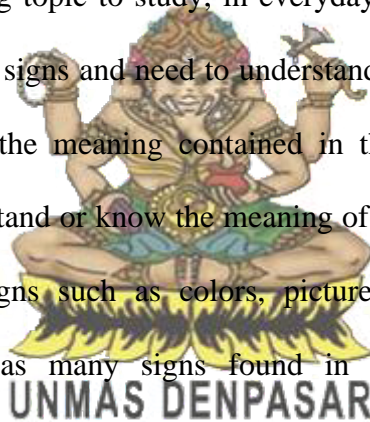 g topic to study, in everyday
signs and need to understand
the meaning contained in th
tand or know the meaning of
gns such as colors, picture
as many signs found in
UNMAS DENPASAR